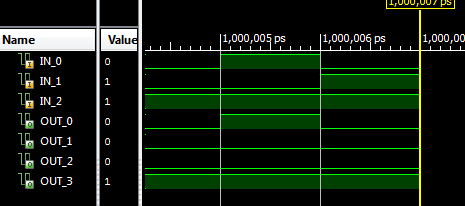 1,000,007 ps
Name Value
1,000,005 ps 1,000,006 ps 1,000,00
IN_0 0
IN_1 1
IN_2 1
OUT_0 0
OUT_1 0
OUT_2 0
OUT_3 1